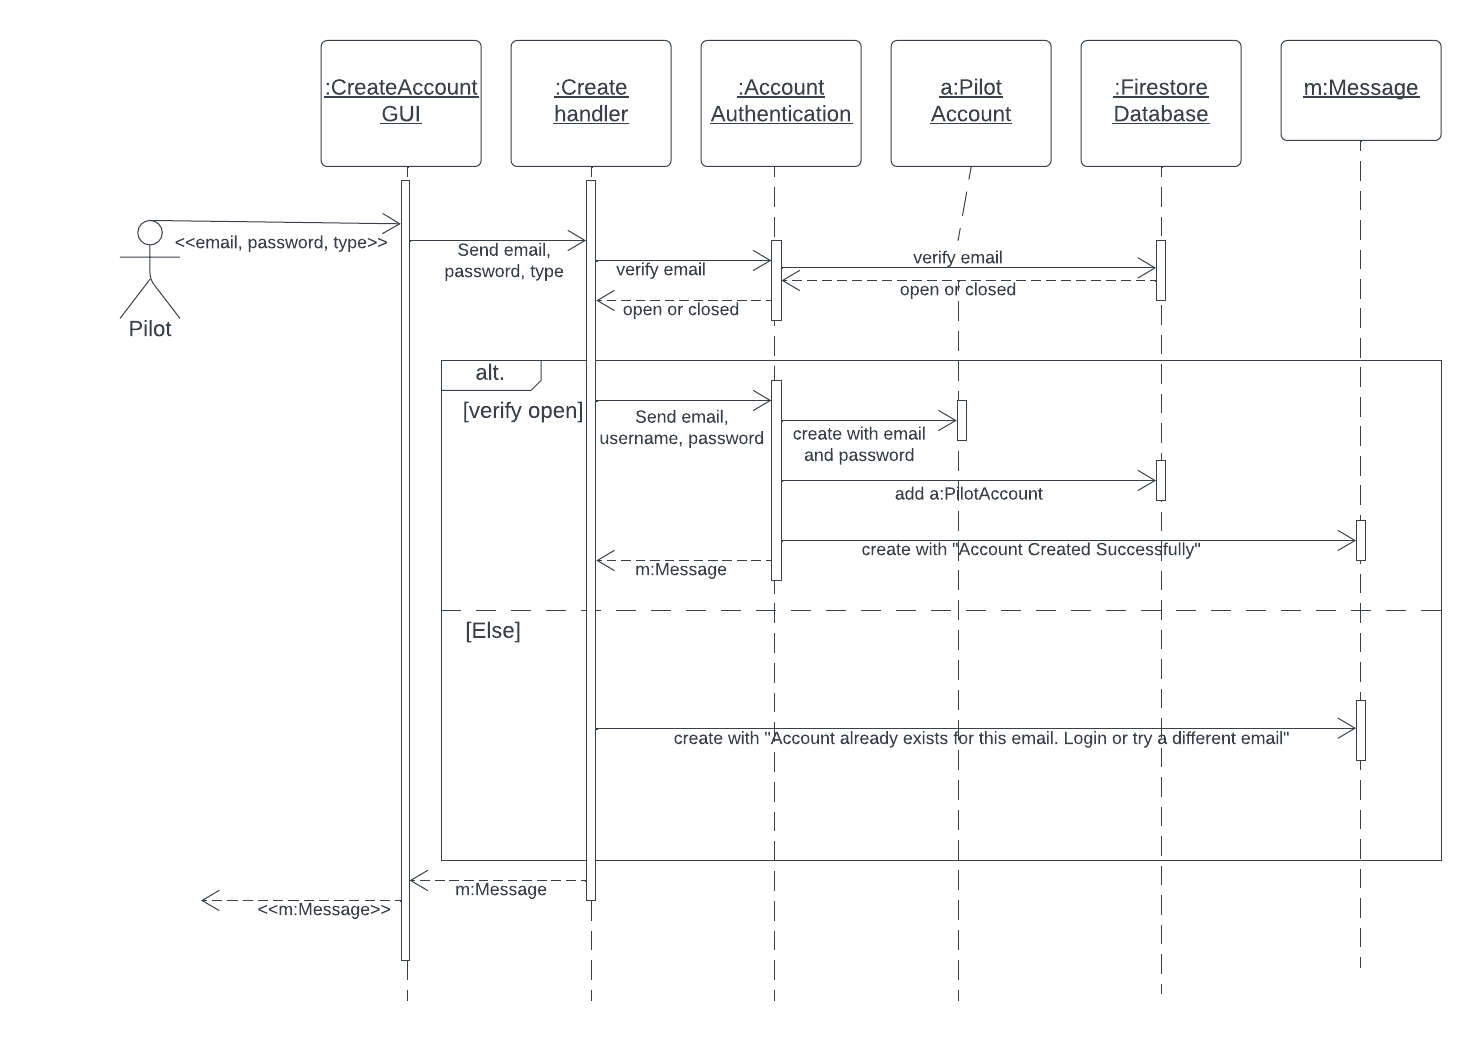 :CreateAccount
GUI
:Create
handler
:Account
Authentication
a:Pilot
Account
:Firestore
Database
m:Message
<<email, password, type>>
Pilot
Send email,
password, type
verify email
verify email
open or closed
open or closed
alt.
[verify open]
Send email,
username, password
create with email
and password
add a:PilotAccount
create with "Account Created Successfully"
m:Message
[Else]
create with "Account already exists for this email. Login or try a different email"
m:Message
<<m:Message>>